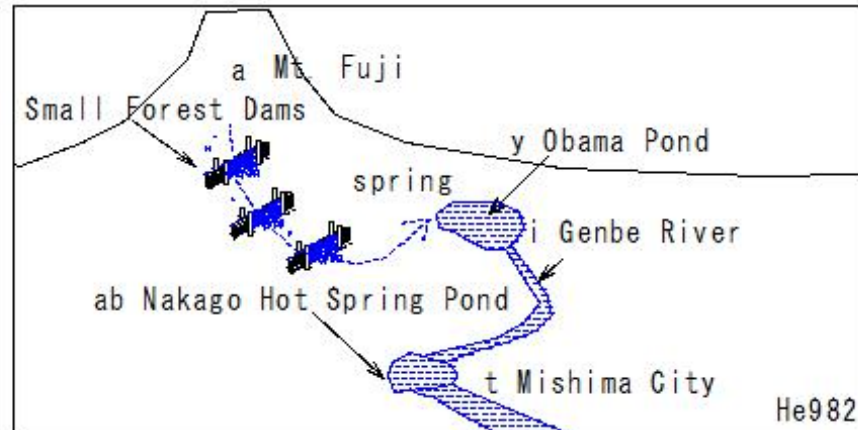 a Mt. Fuji
Small Forest Dams
y Obama Pond
spring
i Genbe River
ab Nakago Hot Spring Pond
t Mishima City
He982